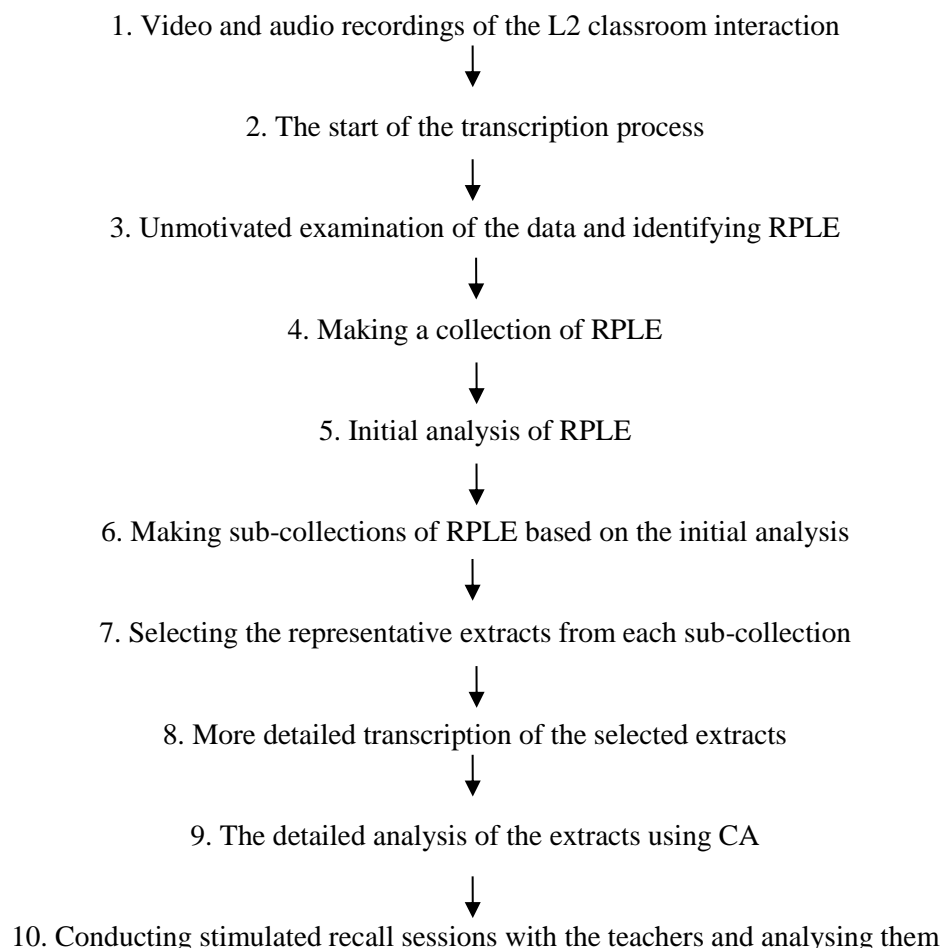 1. Video and audio recordings of the L2 classroom interaction
2. The start of the transcription process
3. Unmotivated examination of the data and identifying RPLE
4. Making a collection of RPLE
5. Initial analysis of RPLE
6. Making sub-collections of RPLE based on the initial analysis
7. Selecting the representative extracts from each sub-collection
8. More detailed transcription of the selected extracts
9. The detailed analysis of the extracts using CA
10. Conducting stimulated recall sessions with the teachers and analysing them